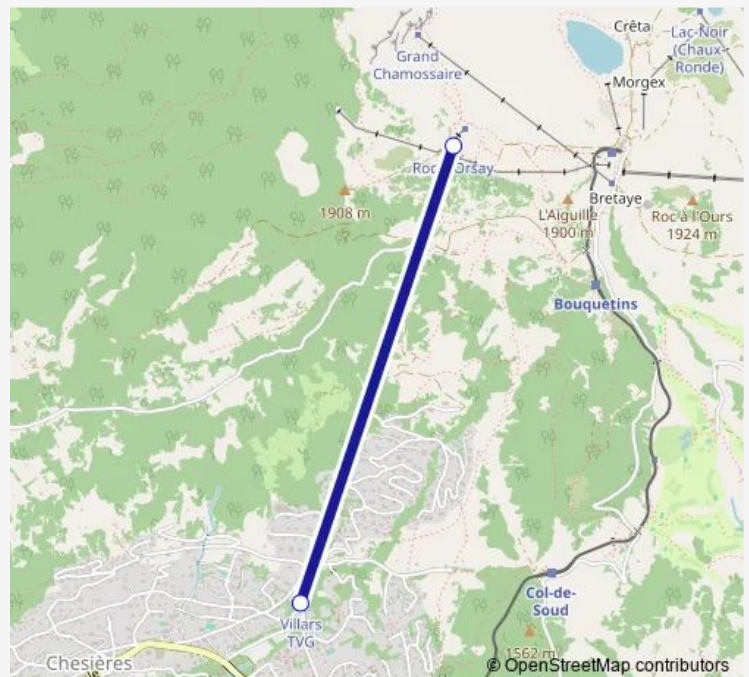 Crêta
Lac-Noir
(Chaux-
Ronde)
Grand
Chamossaire
Morgex
Roc d'Orsay
1908 m
L'Aiguille
1900 m
Bretaye
Roc à l'Ours
1924 m
Bouquetins
Col-de-
Soud
Villars
TVG
1562 m
Chesières
© OpenStreetMap contributors